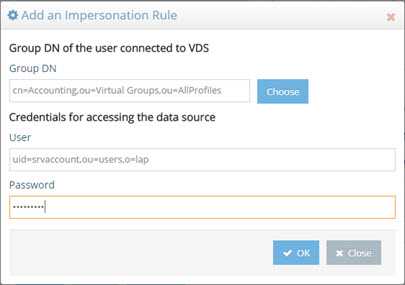 Add an Impersonation Rule
Group DN of the user connected to VDS
Group DN
cn=Accounting,ou=Virtual Groups,ou=AllProfiles
Choose
Credentials for accessing the data source
User
uid=srvaccount,ou=users,o=lap
Password
•••••••••
OK
Close